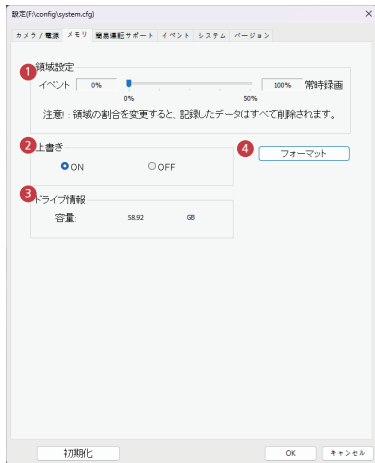 設定(F:\config\system.cfg) ×
カメラ / 電源 メモリ 簡易運転サポート イベント システム バージョン
1 領域設定
イベント 0% 100% 常時録画
0% 50%
注意! : 領域の割合を変更すると、記録したデータはすべて削除されます。
2 上書き
ON OFF
4 フォーマット
3 ドライブ情報
容量: 58.92 GB
初期化 OK キャンセル